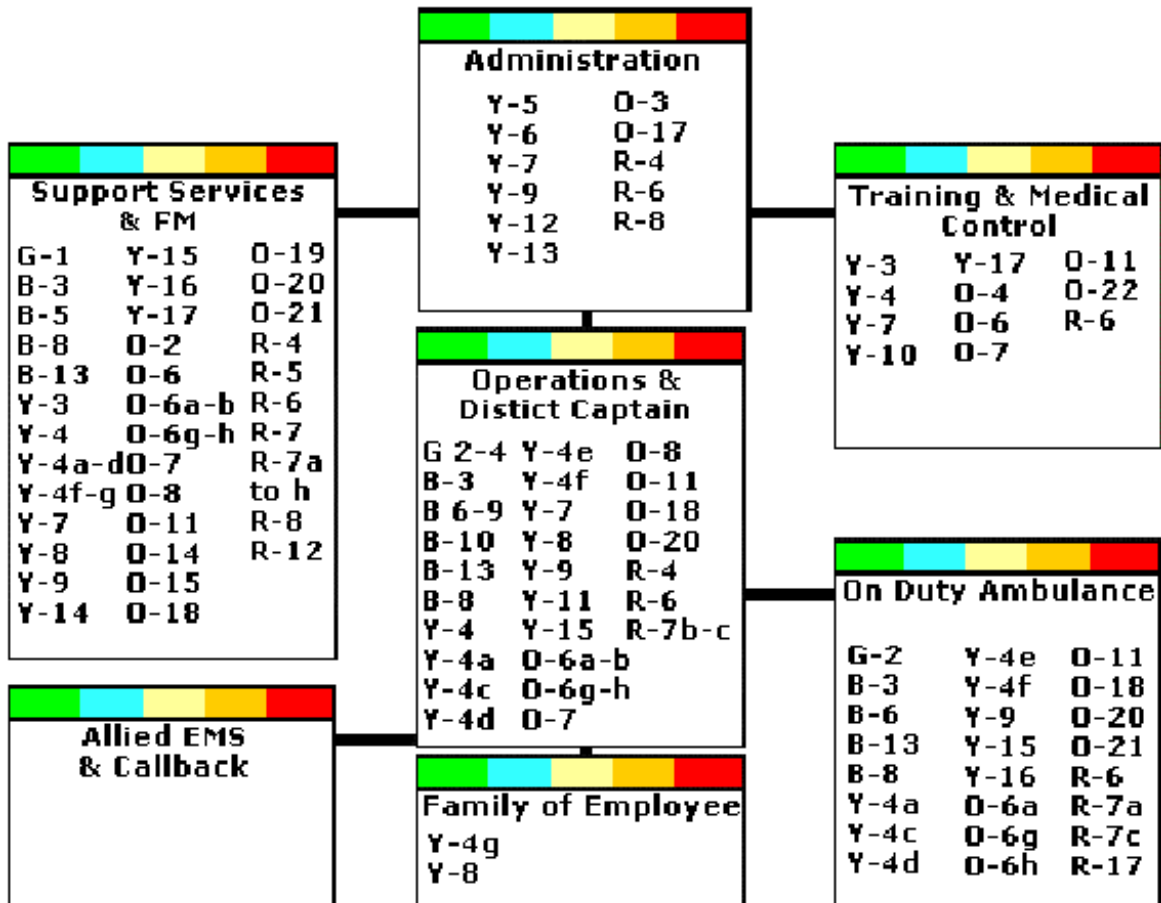 Administration
Y-5 O-3
Y-6 O-17
Y-7 R-4
Y-9 R-6
Y-12 R-8
Y-13
Support Services
& FM
G-1 Y-15 O-19
B-3 Y-16 O-20
B-5 Y-17 O-21
B-8 O-2 R-4
B-13 O-6 R-5
Y-3 O-6a-b R-6
Y-4 O-6g-h R-7
Y-4a-d O-7 R-7a
Y-4f-g O-8 to h
Y-7 O-11 R-8
Y-8 O-14 R-12
Y-9 O-15
Y-14 O-18
Training & Medical
Control
Y-3 Y-17 O-11
Y-4 O-4 O-22
Y-7 O-6 R-6
Y-10 O-7
Operations &
Distict Captain
G 2-4 Y-4e O-8
B-3 Y-4f O-11
B 6-9 Y-7 O-18
B-10 Y-8 O-20
B-13 Y-9 R-4
B-8 Y-11 R-6
Y-4 Y-15 R-7b-c
Y-4a O-6a-b
Y-4c O-6g-h
Y-4d O-7
On Duty Ambulance
G-2 Y-4e O-11
B-3 Y-4f O-18
B-6 Y-9 O-20
B-13 Y-15 O-21
B-8 Y-16 R-6
Y-4a O-6a R-7a
Y-4c O-6g R-7c
Y-4d O-6h R-17
Allied EMS
& Callback
Family of Employee
Y-4g
Y-8